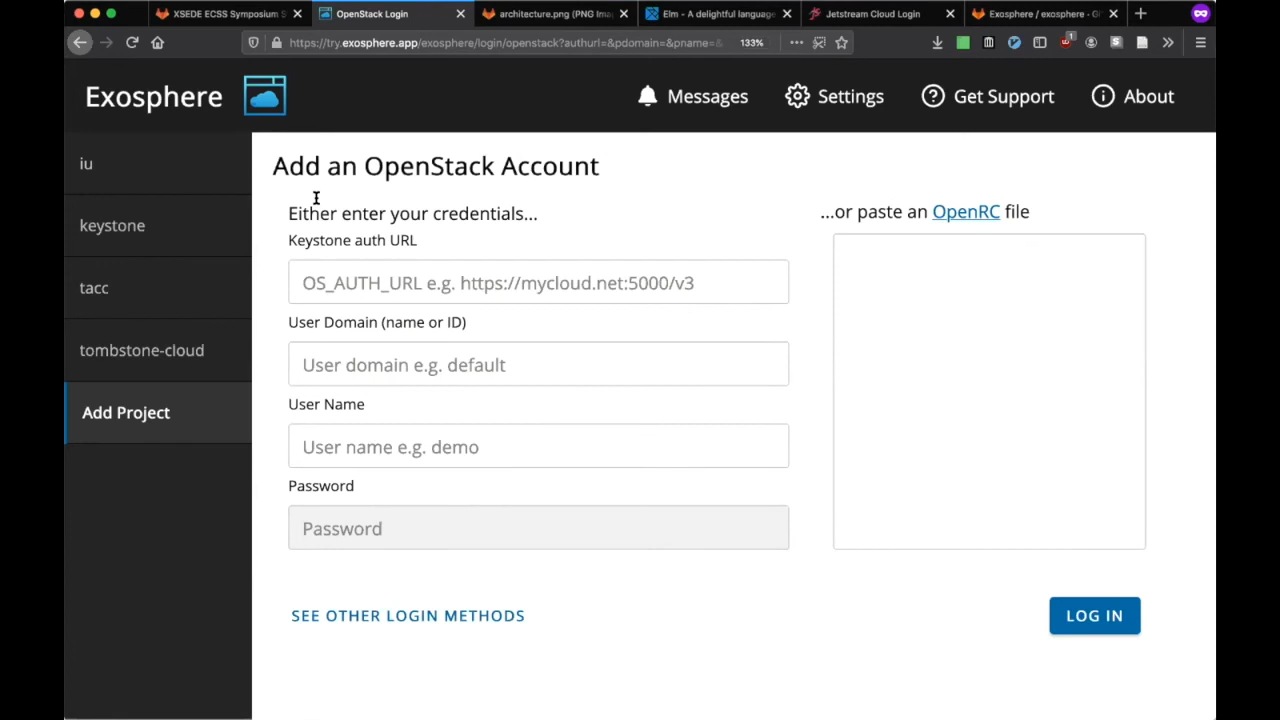 XSEDE ECSS Symposium S
OpenStack Login
architecture.png (PNG Ima
Elm - A delightful language
Jetstream Cloud Login
Exosphere / exosphere · Gi
https://try.exosphere.app/exosphere/login/openstack?authurl=&pdomain=&pname=&
133%
1
Exosphere
Messages
Settings
Get Support
About
iu
keystone
tacc
tombstone-cloud
Add Project
Add an OpenStack Account
Either enter your credentials...
Keystone auth URL
OS_AUTH_URL e.g. https://mycloud.net:5000/v3
User Domain (name or ID)
User domain e.g. default
User Name
User name e.g. demo
Password
Password
...or paste an OpenRC file
SEE OTHER LOGIN METHODS
LOG IN